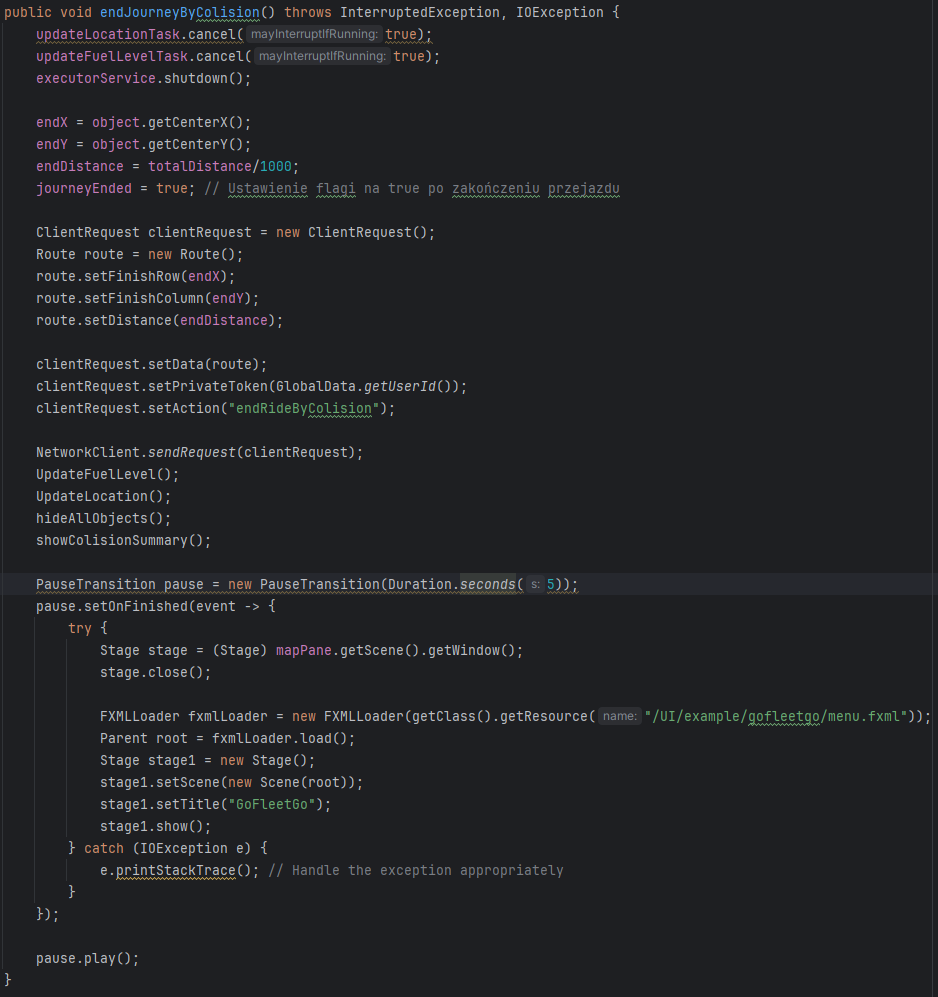 public void endJourneyByColision() throws InterruptedException, IOException {
    updateLocationTask.cancel( mayInterruptIfRunning: true);
    updateFuelLevelTask.cancel( mayInterruptIfRunning: true);
    executorService.shutdown();

    endX = object.getCenterX();
    endY = object.getCenterY();
    endDistance = totalDistance/1000;
    journeyEnded = true; // Ustawienie flagi na true po zakończeniu przejazdu

    ClientRequest clientRequest = new ClientRequest();
    Route route = new Route();
    route.setFinishRow(endX);
    route.setFinishColumn(endY);
    route.setDistance(endDistance);

    clientRequest.setData(route);
    clientRequest.setPrivateToken(GlobalData.getUserId());
    clientRequest.setAction("endRideByColision");

    NetworkClient.sendRequest(clientRequest);
    UpdateFuelLevel();
    UpdateLocation();
    hideAllObjects();
    showColisionSummary();

    PauseTransition pause = new PauseTransition(Duration.seconds( s: 5));
    pause.setOnFinished(event -> {
        try {
            Stage stage = (Stage) mapPane.getScene().getWindow();
            stage.close();

            FXMLLoader fxmlLoader = new FXMLLoader(getClass().getResource( name: "/UI/example/gofleetgo/menu.fxml"));
            Parent root = fxmlLoader.load();
            Stage stage1 = new Stage();
            stage1.setScene(new Scene(root));
            stage1.setTitle("GoFleetGo");
            stage1.show();
        } catch (IOException e) {
            e.printStackTrace(); // Handle the exception appropriately
        }
    });

    pause.play();
}